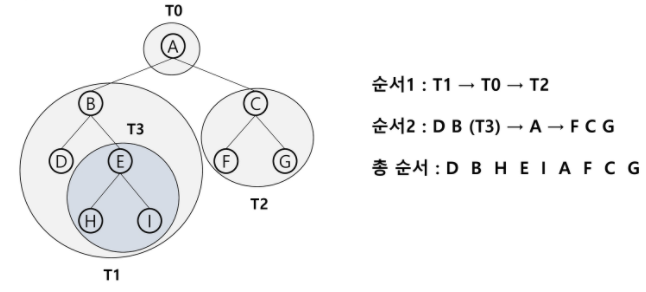 T0
A
B
C
T3
D
E
F
G
H
I
T2
T1
순서1 : T1 → T0 → T2
순서2 : D B (T3) → A → F C G
총 순서 : D B H E I A F C G